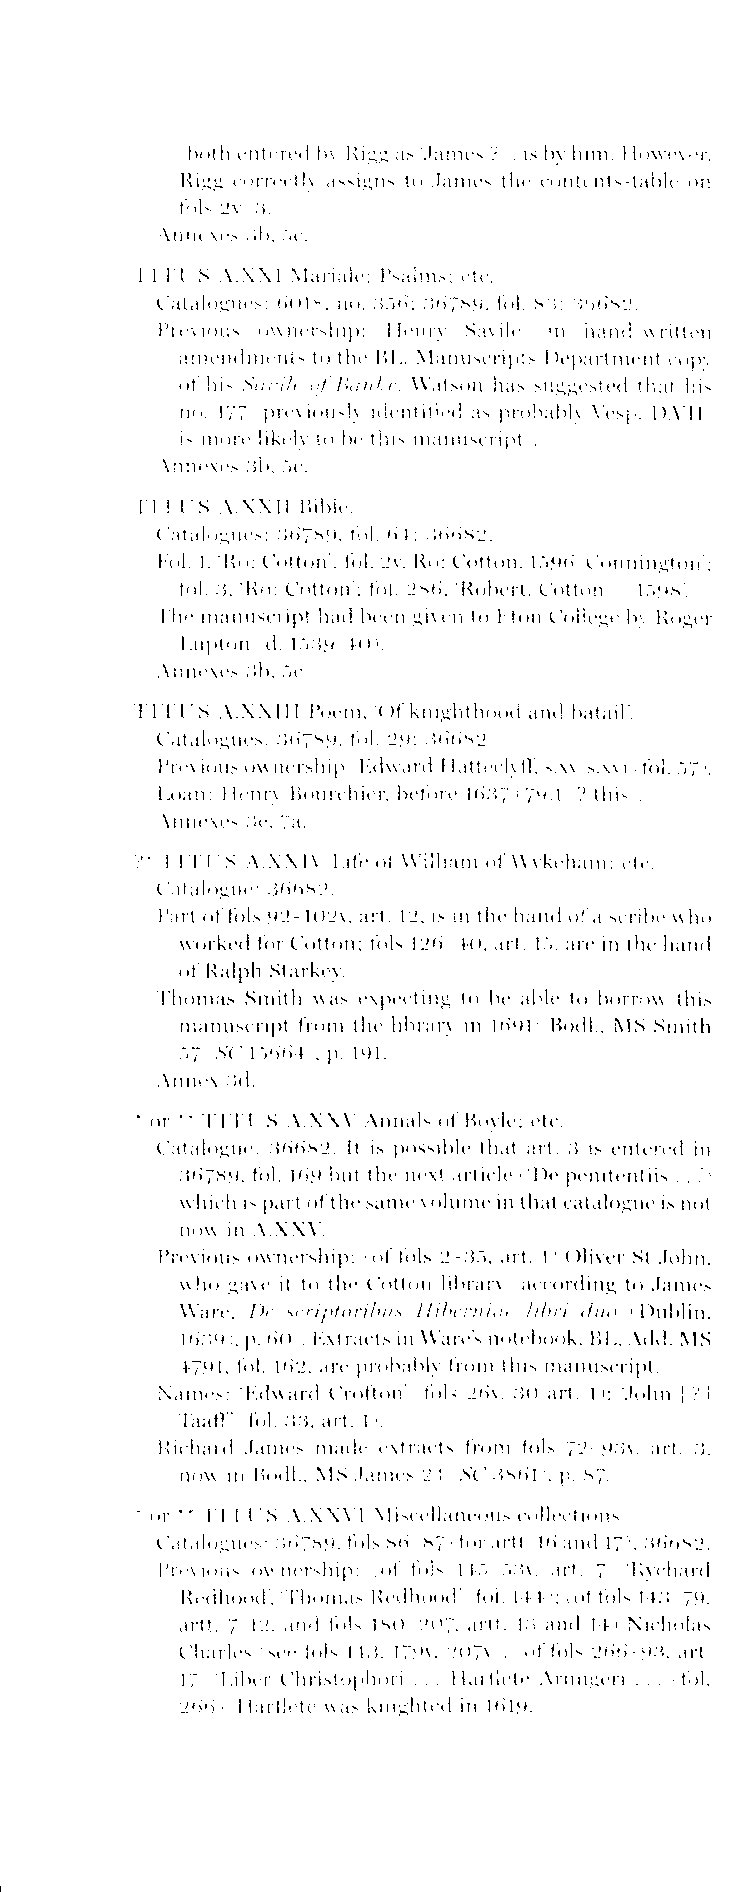 both entered by Rigg as 'James ?'), is by him. However,
Rigg correctly assigns to James the contents-table on
fols 2v–3.
Annexes 3b, 5c.
TITUS A.XXI Mariale; Psalms; etc.
Catalogues: 6018, no. 356; 36789, fol. 83; 36682.
Previous ownership: Henry Savile (in hand-written
amendments to the BL, Manuscripts Department copy
of his Savile of Banke, Watson has suggested that his
no. 177 (previously identified as probably Vesp. D.VII)
is more likely to be this manuscript).
Annexes 3b, 5c.
TITUS A.XXII Bible.
Catalogues: 36789, fol. 64; 36682.
Fol. 1, 'Ro: Cotton'; fol. 2v, Ro: Cotton. 1596 Connington';
fol. 3, 'Ro: Cotton'; fol. 286, 'Robert. Cotton 1598'.
The manuscript had been given to Eton College by Roger
Lupton (d. 1539/40).
Annexes 3b, 5c.
TITUS A.XXIII Poem, 'Of knighthood and batail'.
Catalogues: 36789, fol. 29; 36682.
Previous ownership: Edward Hatteclyff, s.xv/s.xvi (fol. 57).
Loan: Henry Bourchier, before 1637 (79.1: ? this).
Annexes 3e, 7a.
?* TITUS A.XXIV Life of William of Wykeham; etc.
Catalogue: 36682.
Part of fols 92–102v, art. 12, is in the hand of a scribe who
worked for Cotton; fols 126–40, art. 15, are in the hand
of Ralph Starkey.
Thomas Smith was expecting to be able to borrow this
manuscript from the library in 1691: Bodl., MS Smith
57 (SC 15664), p. 191.
Annex 3d.
* or ** TITUS A.XXV Annals of Boyle; etc.
Catalogue: 36682. It is possible that art. 3 is entered in
36789, fol. 169 but the next article ('De penitentiis . . .')
which is part of the same volume in that catalogue is not
now in A.XXV.
Previous ownership: (of fols 2–35, art. 1) Oliver St John,
who gave it to the Cotton library (according to James
Ware, De scriptoribus Hiberniae libri duo (Dublin,
1639), p. 60). Extracts in Ware's notebook, BL, Add. MS
4791, fol. 162, are probably from this manuscript.
Names: 'Edward Crofton' (fols 26v, 30 art. 1); 'John [?]
Taaff' (fol. 33, art. 1).
Richard James made extracts from fols 72–93v, art. 3,
now in Bodl., MS James 24 (SC 3861), p. 87.
* or ** TITUS A.XXVI Miscellaneous collections.
Catalogues: 36789, fols 86–87 (for artt. 16 and 17); 36682.
Previous ownership: (of fols 145–53v, art. 7) 'Rychard
Redhood', 'Thomas Redhood' (fol. 144v); (of fols 143–79,
artt. 7–12, and fols 180–207, artt. 13 and 14) Nicholas
Charles (see fols 143, 179v, 207v); (of fols 266–93, art.
17) 'Liber Christophori . . . Hartflete Armigeri . . .' (fol.
266). Hartflete was knighted in 1619.